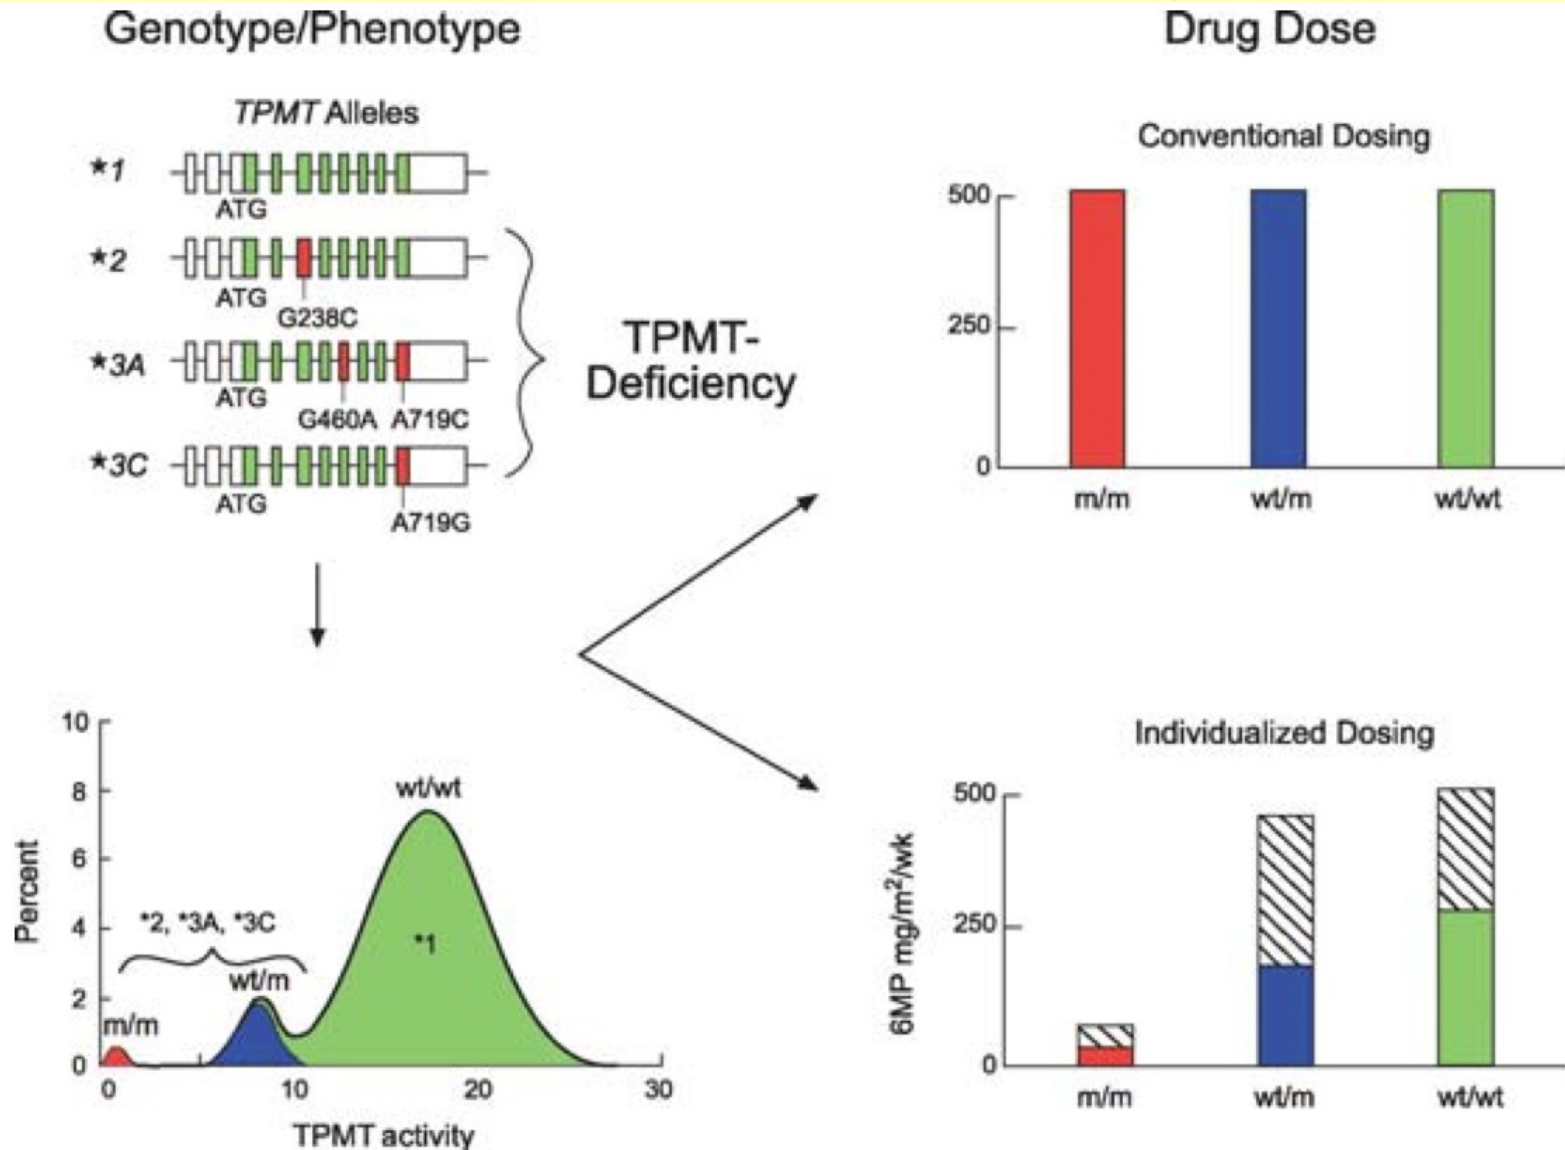 Genotype/Phenotype
TPMT Alleles
*1
ATG
*2
ATG
G238C
*3A
ATG
G460A A719C
*3C
ATG
A719G
TPMT-
Deficiency
10
8
6
4
2
0
Percent
wt/wt
*2, *3A, *3C
*1
wt/m
m/m
0 10 20 30
TPMT activity
Drug Dose
Conventional Dosing
500
250
0
m/m wt/m wt/wt
Individualized Dosing
500
250
0
6MP mg/m²/wk
m/m wt/m wt/wt